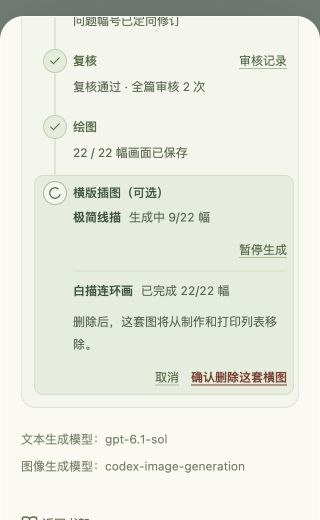 问题幅号已定向修订
复核 审核记录
复核通过 · 全篇审核 2 次
绘图
22 / 22 幅画面已保存
横版插图（可选）
极简线描 生成中 9/22 幅
暂停生成
白描连环画 已完成 22/22 幅
删除后，这套图将从制作和打印列表移
除。
取消 确认删除这套横图
文本生成模型：gpt-6.1-sol
图像生成模型：codex-image-generation